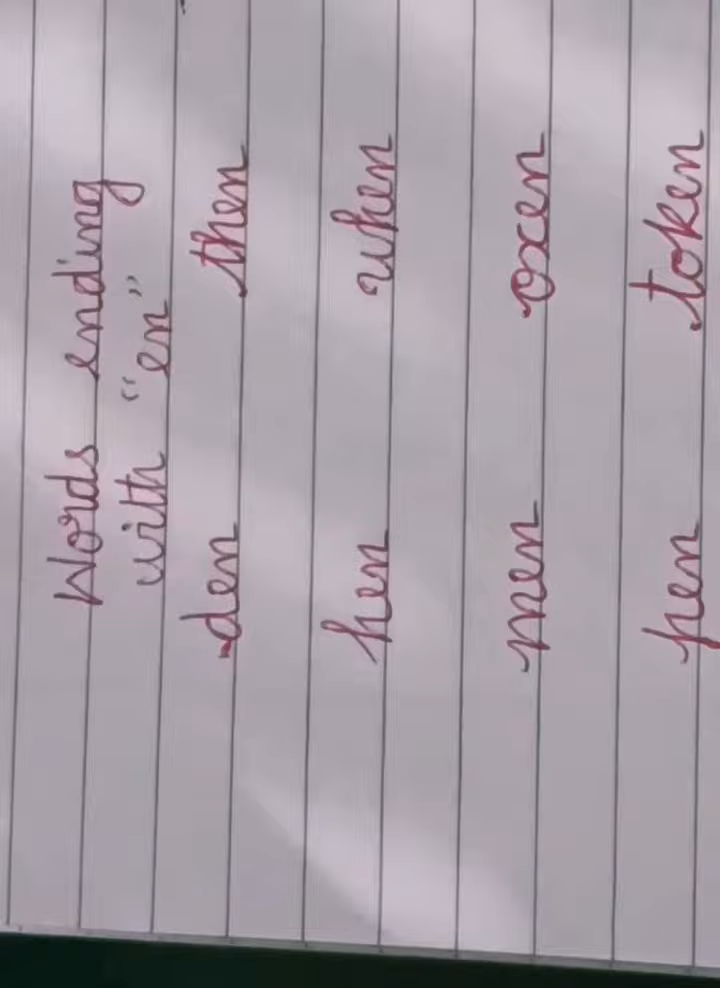 Words ending
with "en"
den then
hen when
men oxen
pen token